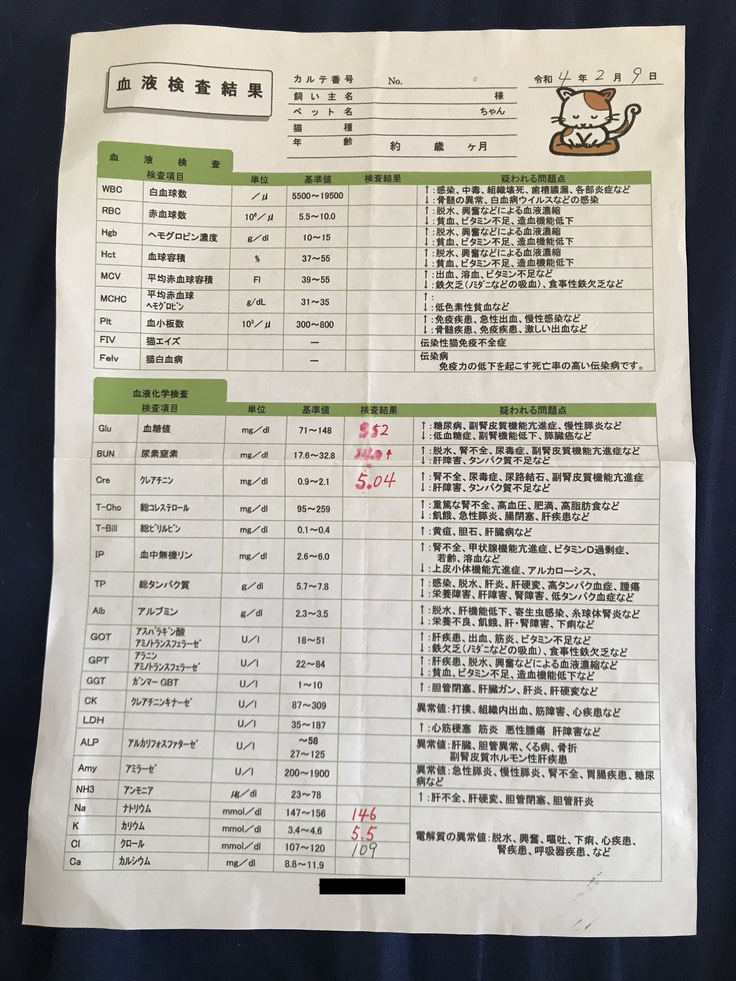 血液検査結果
カルテ番号 No.
飼い主名 様
ペット名 ちゃん
猫種
年齢 約 歳 ヶ月
令和 4 年 2 月 9 日
血液検査
検査項目 単位 基準値 検査結果 疑われる問題点
WBC 白血球数 /μ 5500~19500 ↑:感染、中毒、組織壊死、歯槽膿漏、各部炎症など
↓:骨髄の異常、白血病ウイルスなどの感染
RBC 赤血球数 10⁶/μ 5.5~10.0 ↑:脱水、興奮などによる血液濃縮
↓:貧血、ビタミン不足、造血機能低下
Hgb ヘモグロビン濃度 g/dl 10~15 ↑:脱水、興奮などによる血液濃縮
↓:貧血、ビタミン不足、造血機能低下
Hct 血球容積 % 37~55 ↑:脱水、興奮などによる血液濃縮
↓:貧血、ビタミン不足、造血機能低下
MCV 平均赤血球容積 Fl 39~55 ↑:出血、溶血、ビタミン不足など
↓:鉄欠乏(ノミダニなどの吸血)、食事性鉄欠乏など
MCHC 平均赤血球ヘモグロビン g/dL 31~35 ↑:
↓:低色素性貧血など
Plt 血小板数 10³/μ 300~800 ↑:免疫疾患、急性出血、慢性感染など
↓:骨髄疾患、免疫疾患、激しい出血など
FIV 猫エイズ ― 伝染性猫免疫不全症
Felv 猫白血病 ― 伝染病
免疫力の低下を起こす死亡率の高い伝染病です。
血液化学検査
検査項目 単位 基準値 検査結果 疑われる問題点
Glu 血糖値 mg/dl 71~148 352 ↑:糖尿病、副腎皮質機能亢進症、慢性膵炎など
↓:低血糖症、副腎機能低下、膵臓癌など
BUN 尿素窒素 mg/dl 17.6~32.8 ↑:脱水、腎不全、尿毒症、副腎皮質機能亢進症など
↓:肝障害、タンパク質不足など
Cre クレアチニン mg/dl 0.9~2.1 5.04 ↑:腎不全、尿毒症、尿路結石、副腎皮質機能亢進症
↓:肝障害、タンパク質不足など
T-Cho 総コレステロール mg/dl 95~259 ↑:重篤な腎不全、高血圧、肥満、高脂肪食など
↓:飢餓、急性膵炎、腸閉塞、肝疾患など
T-Bill 総ビリルビン mg/dl 0.1~0.4 ↑:黄疸、胆石、肝臓病など
IP 血中無機リン mg/dl 2.6~6.0 ↑:腎不全、甲状腺機能亢進症、ビタミンD過剰症、
若齢、溶血など
↓:上皮小体機能亢進症、アルカローシス、
TP 総タンパク質 g/dl 5.7~7.8 ↑:感染、脱水、肝炎、肝硬変、高タンパク血症、腫瘍
↓:栄養障害、肝障害、腎障害、低タンパク血症など
Alb アルブミン g/dl 2.3~3.5 ↑:脱水、肝機能低下、寄生虫感染、糸球体腎炎など
↓:栄養不良、飢餓、肝・腎障害、下痢など
GOT アスパラギン酸アミノトランスフェラーゼ U/l 18~51 ↑:肝疾患、出血、筋炎、ビタミン不足など
↓:鉄欠乏(ノミダニなどの吸血)、食事性鉄欠乏など
GPT アラニンアミノトランスフェラーゼ U/l 22~84 ↑:肝疾患、脱水、興奮などによる血液濃縮など
↓:貧血、ビタミン不足、造血機能低下など
GGT ガンマーGBT U/l 1~10 ↑:胆管閉塞、肝臓ガン、肝炎、肝硬変など
CK クレアチニンキナーゼ U/l 87~309 異常値:打撲、組織内出血、筋障害、心疾患など
LDH U/l 35~187 ↑:心筋梗塞 筋炎 悪性腫瘍 肝障害など
ALP アルカリフォスファターゼ U/l ~58 異常値:肝臓、胆管異常、くる病、骨折
27~125 副腎皮質ホルモン性肝疾患
Amy アミラーゼ U/l 200~1900 異常値:急性膵炎、慢性膵炎、腎不全、胃腸疾患、糖尿
病など
NH3 アンモニア μg/dl 23~78 ↑:肝不全、肝硬変、胆管閉塞、胆管肝炎
Na ナトリウム mmol/dl 147~156 146
K カリウム mmol/dl 3.4~4.6 5.5 電解質の異常値:脱水、興奮、嘔吐、下痢、心疾患、
Cl クロール mmol/dl 107~120 109 腎疾患、呼吸器疾患、など
Ca カルシウム mg/dl 8.8~11.9